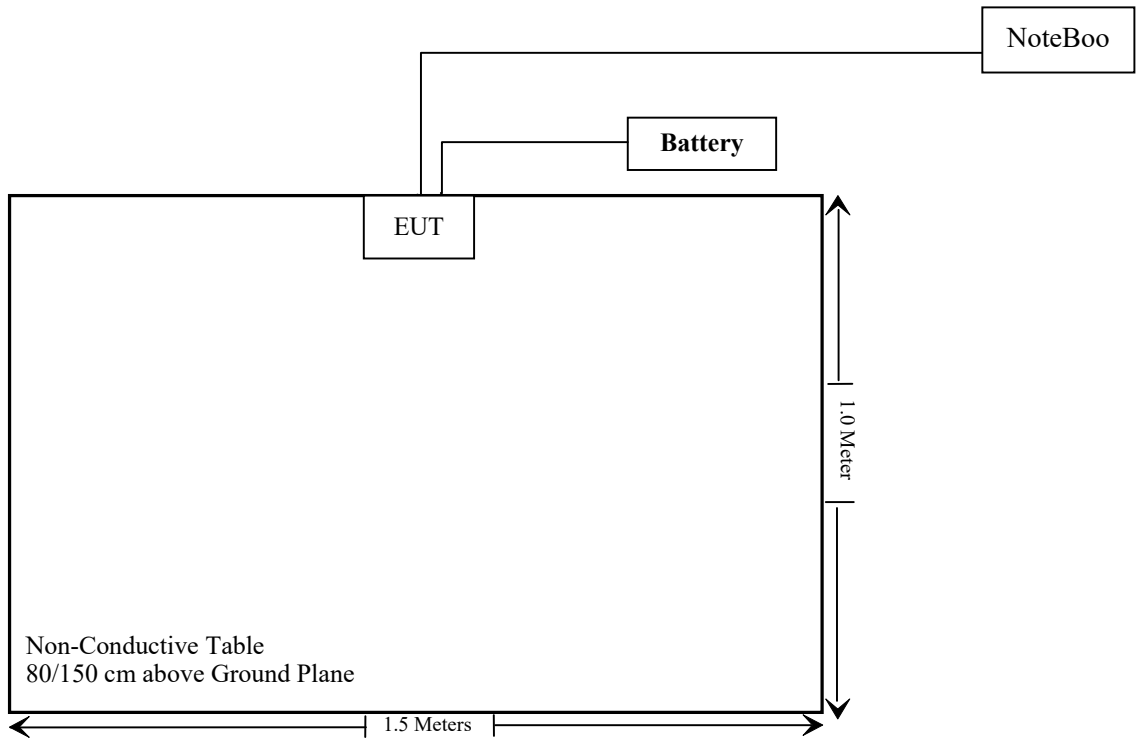 NoteBoo
Battery
EUT
1.0 Meter
Non-Conductive Table
80/150 cm above Ground Plane
1.5 Meters